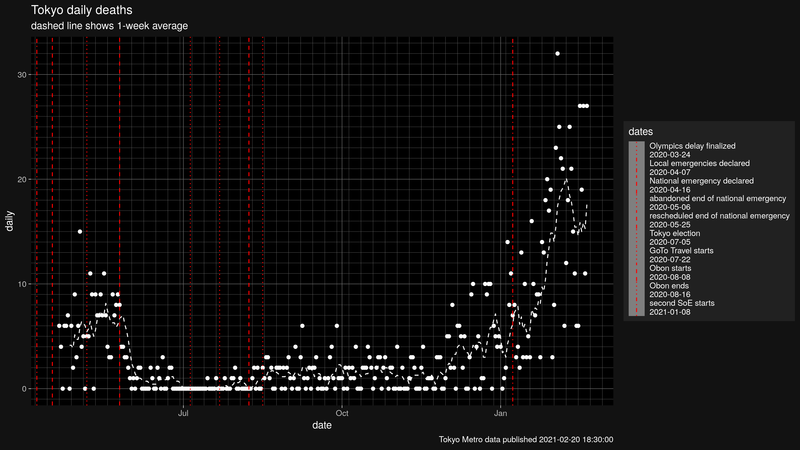 Tokyo daily deaths
dashed line shows 1-week average
30
20
10
0
daily
Jul
Oct
Jan
date
dates
Olympics delay finalized
2020-03-24
Local emergencies declared
2020-04-07
National emergency declared
2020-04-16
abandoned end of national emergency
2020-05-06
rescheduled end of national emergency
2020-05-25
Tokyo election
2020-07-05
GoTo Travel starts
2020-07-22
Obon starts
2020-08-08
Obon ends
2020-08-16
second SoE starts
2021-01-08
Tokyo Metro data published 2021-02-20 18:30:00